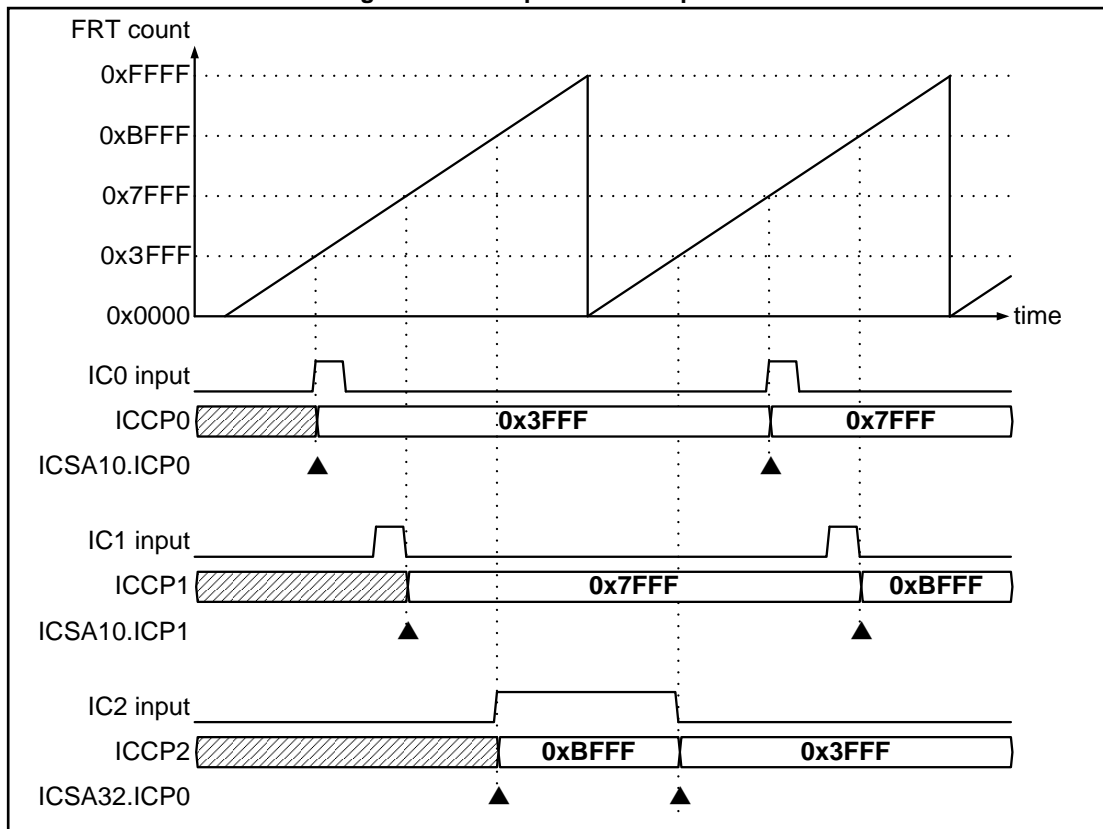 FRT count
0xFFFF
0xBFFF
0x7FFF
0x3FFF
0x0000
time
IC0 input
ICCP0 0x3FFF 0x7FFF
ICSA10.ICP0
IC1 input
ICCP1 0x7FFF 0xBFFF
ICSA10.ICP1
IC2 input
ICCP2 0xBFFF 0x3FFF
ICSA32.ICP0